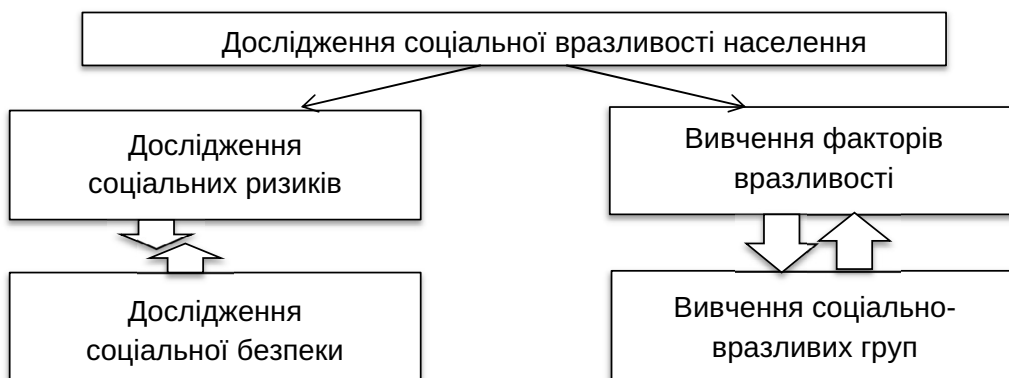 Дослідження соціальної вразливості населення
Дослідження
соціальних ризиків
Вивчення факторів
вразливості
Дослідження
соціальної безпеки
Вивчення соціально-
вразливих груп